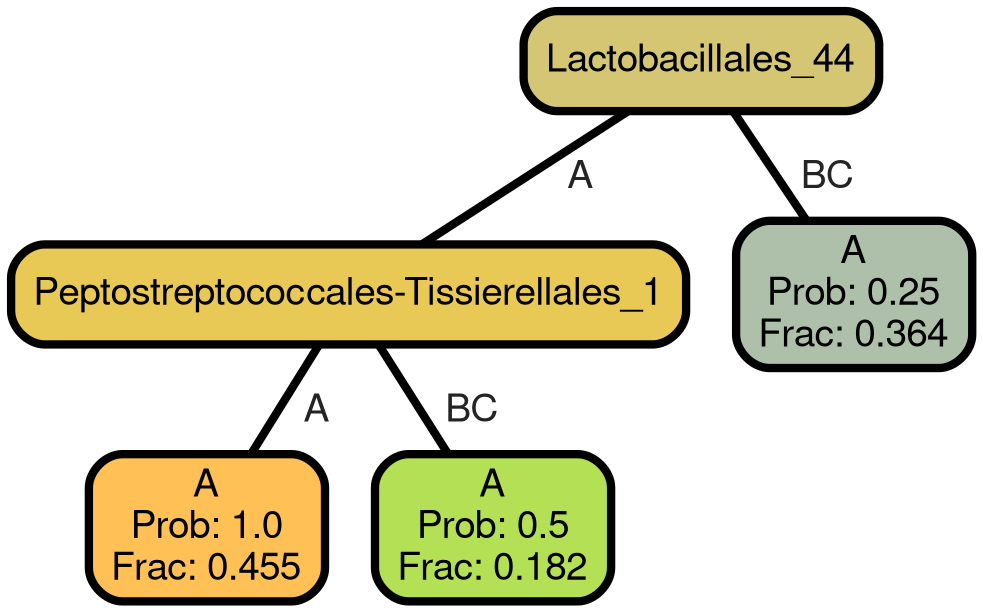 Lactobacillales_44
A
BC
Peptostreptococcales-Tissierellales_1
A
Prob: 0.25
Frac: 0.364
A
BC
A
Prob: 1.0
Frac: 0.455
A
Prob: 0.5
Frac: 0.182